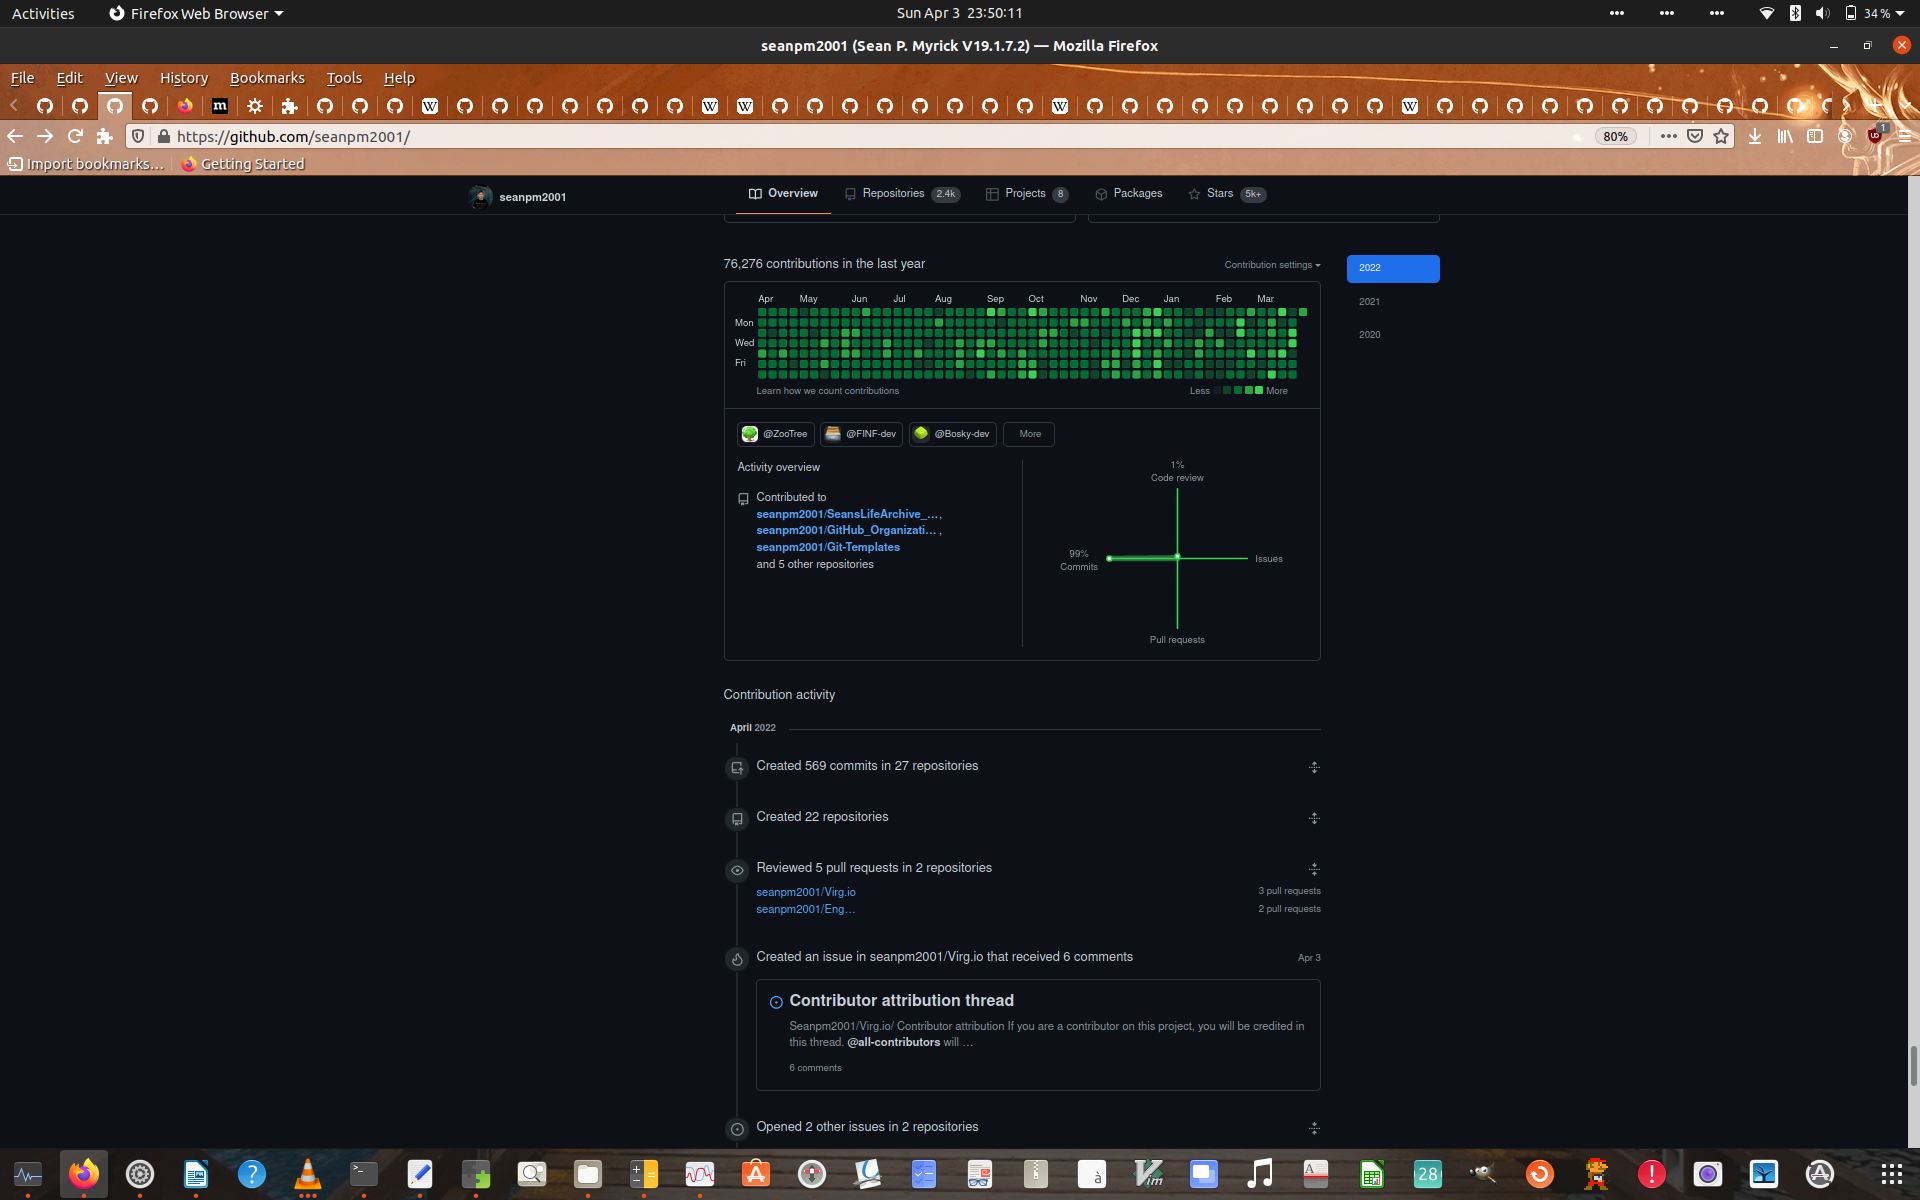 Activities
Firefox Web Browser
Sun Apr 3 23:50:11
34%
seanpm2001 (Sean P. Myrick V19.1.7.2) — Mozilla Firefox
File Edit View History Bookmarks Tools Help
https://github.com/seanpm2001/
80%
1
Import bookmarks... Getting Started
seanpm2001
Overview Repositories 2.4k Projects 8 Packages Stars 5k+
76,276 contributions in the last year
Contribution settings
2022
2021
2020
Apr May Jun Jul Aug Sep Oct Nov Dec Jan Feb Mar
Mon
Wed
Fri
Learn how we count contributions
Less More
@ZooTree @FINF-dev @Bosky-dev More
Activity overview
Contributed to
seanpm2001/SeansLifeArchive_...,
seanpm2001/GitHub_Organizati... ,
seanpm2001/Git-Templates
and 5 other repositories
1%
Code review
99%
Commits
Issues
Pull requests
Contribution activity
April 2022
Created 569 commits in 27 repositories
Created 22 repositories
Reviewed 5 pull requests in 2 repositories
seanpm2001/Virg.io 3 pull requests
seanpm2001/Eng... 2 pull requests
Created an issue in seanpm2001/Virg.io that received 6 comments Apr 3
Contributor attribution thread
Seanpm2001/Virg.io/ Contributor attribution If you are a contributor on this project, you will be credited in
this thread. @all-contributors will ...
6 comments
Opened 2 other issues in 2 repositories
28